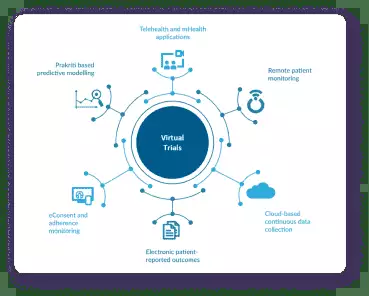 Telehealth and mHealth
applications
Prakriti based
predictive modelling
Remote patient
monitoring
Virtual
Trials
eConsent and
adherence
monitoring
Cloud-based
continuous data
collection
Electronic patient-
reported outcomes